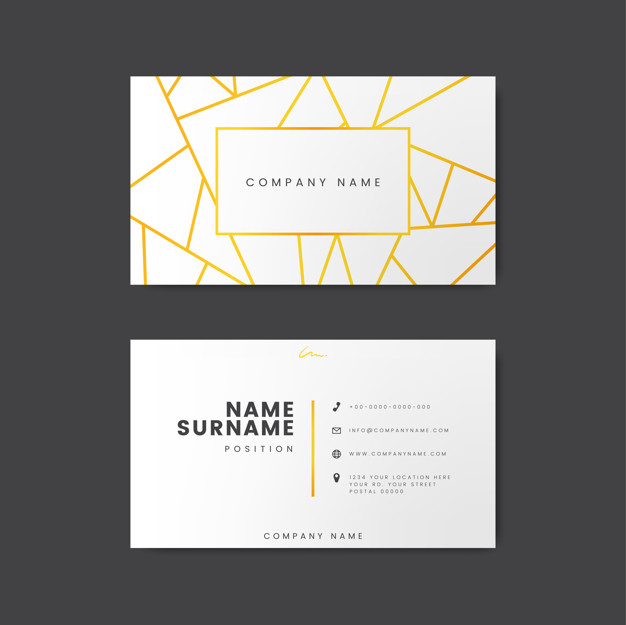 COMPANY NAME
NAME
SURNAME
POSITION
+00-0000-0000-000
INFO@COMPANYNAME.COM
WWW.COMPANYNAME.COM
1234 YOUR LOCATION HERE
YOUR RD. YOUR STREET
POSTAL 00000
COMPANY NAME